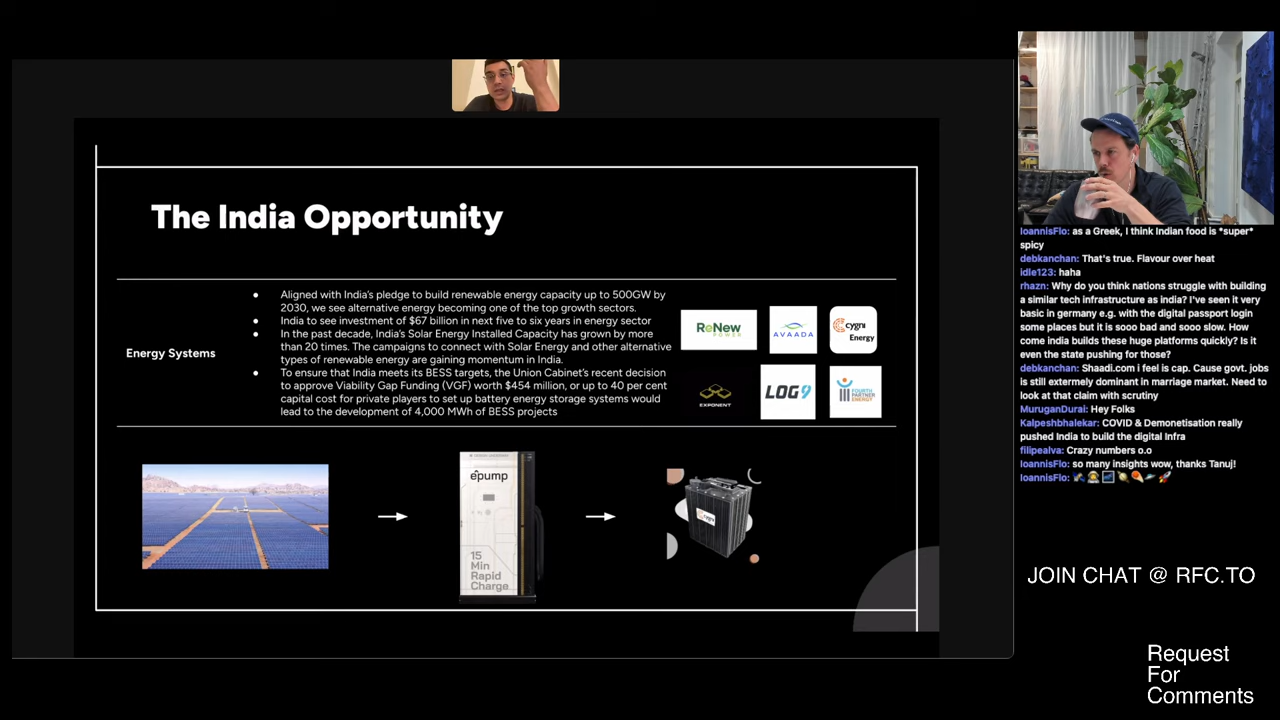 The India Opportunity
Energy Systems
Aligned with India's pledge to build renewable energy capacity up to 500GW by
2030, we see alternative energy becoming one of the top growth sectors.
India to see investment of $67 billion in next five to six years in energy sector
In the past decade, India's Solar Energy Installed Capacity has grown by more
than 20 times. The campaigns to connect with Solar Energy and other alternative
types of renewable energy are gaining momentum in India.
To ensure that India meets its BESS targets, the Union Cabinet's recent decision
to approve Viability Gap Funding (VGF) worth $454 million, or up to 40 per cent
capital cost for private players to set up battery energy storage systems would
lead to the development of 4,000 MWh of BESS projects
ReNew
POWER
AVAADA
cygni
Energy
EXPONENT
LOG9
FOURTH
PARTNER
ENERGY
e^pump
15
Min
Rapid
Charge
cygni
IoannisFlo: as a Greek, I think Indian food is *super*
spicy
debkanchan: That's true. Flavour over heat
idle123: haha
rhazn: Why do you think nations struggle with building
a similar tech infrastructure as india? I've seen it very
basic in germany e.g. with the digital passport login
some places but it is sooo bad and sooo slow. How
come india builds these huge platforms quickly? Is it
even the state pushing for those?
debkanchan: Shaadi.com i feel is cap. Cause govt. jobs
is still extermely dominant in marriage market. Need to
look at that claim with scrutiny
MuruganDurai: Hey Folks
Kalpeshbhalekar: COVID & Demonetisation really
pushed India to build the digital Infra
filipealva: Crazy numbers o.o
IoannisFlo: so many insights wow, thanks Tanuj!
IoannisFlo:
JOIN CHAT @ RFC.TO
Request
For
Comments